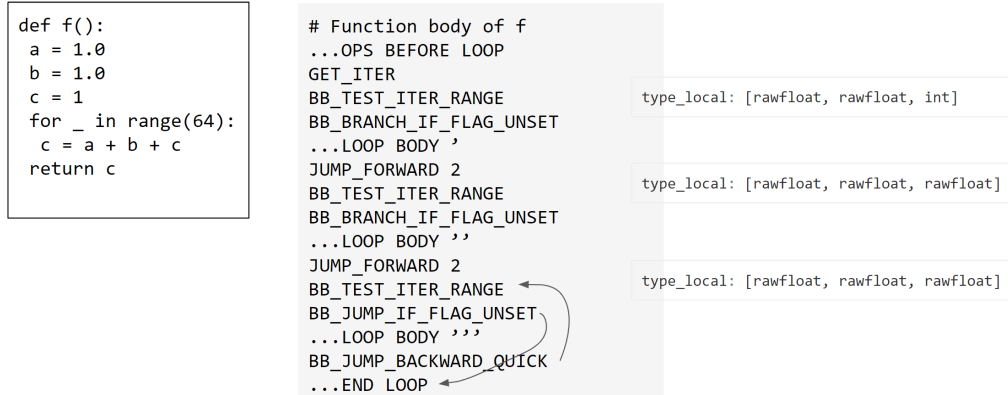 def f():
 a = 1.0
 b = 1.0
 c = 1
 for _ in range(64):
  c = a + b + c
 return c
# Function body of f
...OPS BEFORE LOOP
GET_ITER
BB_TEST_ITER_RANGE
BB_BRANCH_IF_FLAG_UNSET
...LOOP BODY ’
JUMP_FORWARD 2
BB_TEST_ITER_RANGE
BB_BRANCH_IF_FLAG_UNSET
...LOOP BODY ’’
JUMP_FORWARD 2
BB_TEST_ITER_RANGE
BB_JUMP_IF_FLAG_UNSET
...LOOP BODY ’’’
BB_JUMP_BACKWARD_QUICK
...END LOOP
type_local: [rawfloat, rawfloat, int]
type_local: [rawfloat, rawfloat, rawfloat]
type_local: [rawfloat, rawfloat, rawfloat]